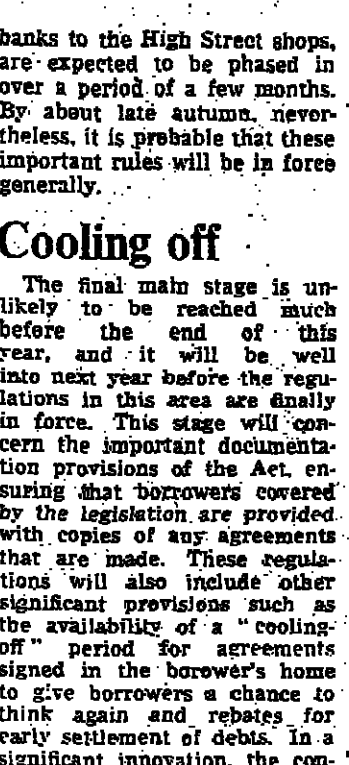 banks to the High Street shops,
are expected to be phased in
over a period of a few months.
By about late autumn, never-
theless, it is probable that these
important rules will be in force
generally.
Cooling off
The final main stage is un-
likely to be reached much
before the end of this
year, and it will be well
into next year before the regu-
lations in this area are finally
in force. This stage will con-
cern the important documenta-
tion provisions of the Act, en-
suring that borrowers covered
by the legislation are provided
with copies of any agreements
that are made. These regula-
tions will also include other
significant provisions such as
the availability of a "cooling-
off" period for agreements
signed in the borower's home
to give borrowers a chance to
think again and rebates for
early settlement of debts. In a
significant innovation, the con-